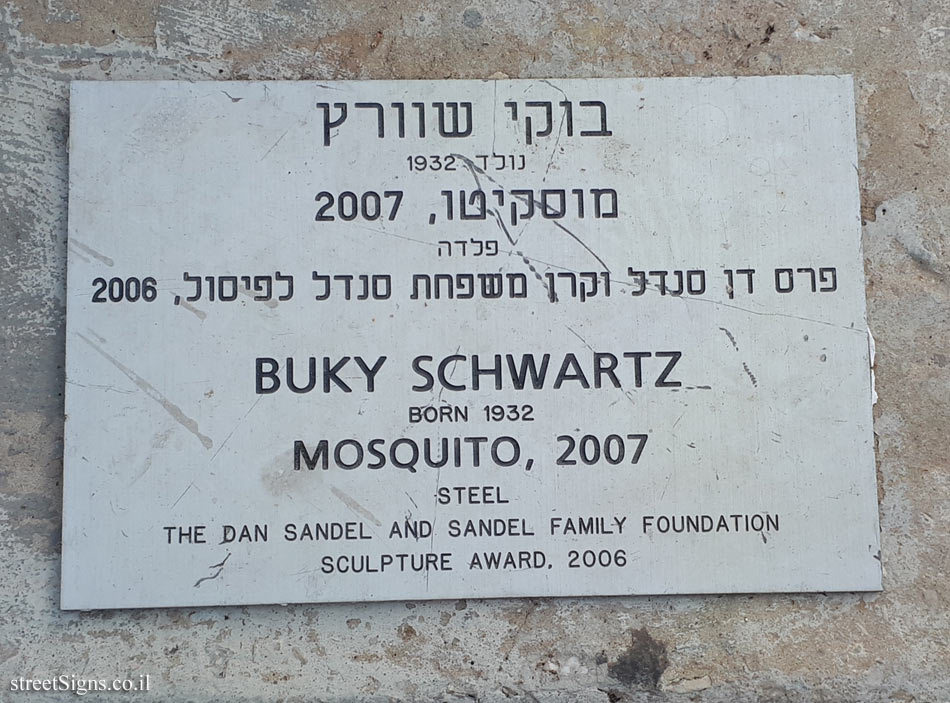 בוקי שוורץ
נולד 1932
מוסקיטו, 2007
פלדה
פרס דן סנדל וקרן משפחת סנדל לפיסול, 2006
BUKY SCHWARTZ
BORN 1932
MOSQUITO, 2007
STEEL
THE DAN SANDEL AND SANDEL FAMILY FOUNDATION
SCULPTURE AWARD, 2006
streetSigns.co.il